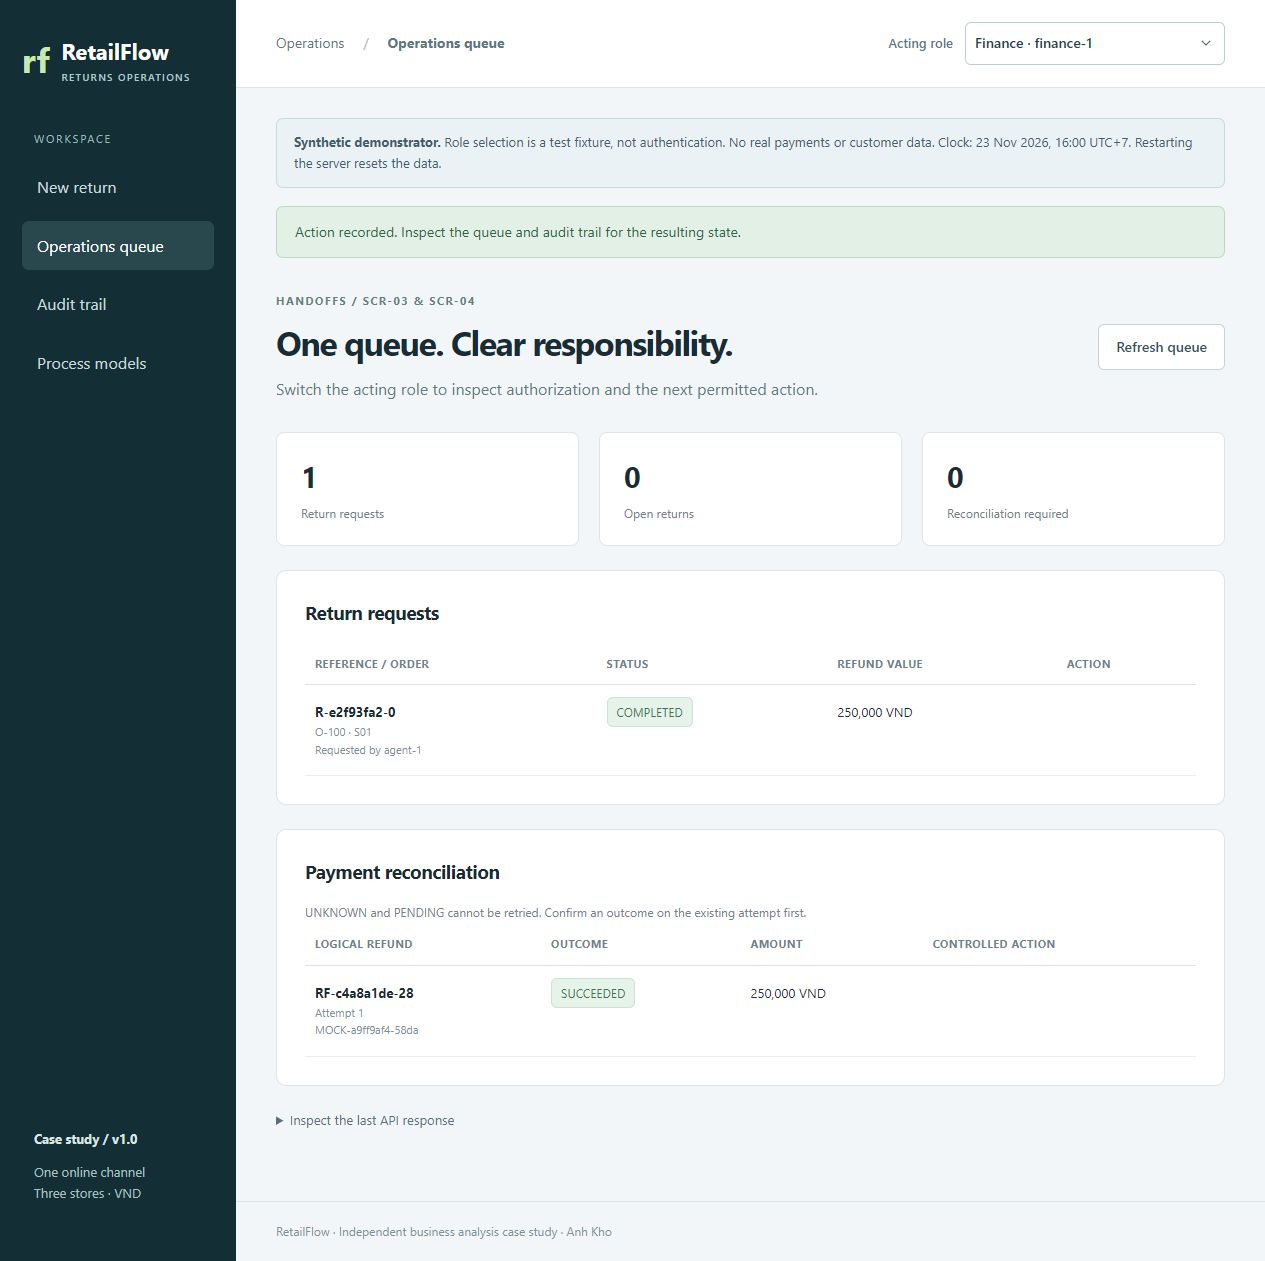 rf RetailFlow
RETURNS OPERATIONS
WORKSPACE
New return
Operations queue
Audit trail
Process models
Case study / v1.0
One online channel
Three stores · VND
Operations / Operations queue
Acting role Finance · finance-1
Synthetic demonstrator. Role selection is a test fixture, not authentication. No real payments or customer data. Clock: 23 Nov 2026, 16:00 UTC+7. Restarting
the server resets the data.
Action recorded. Inspect the queue and audit trail for the resulting state.
HANDOFFS / SCR-03 & SCR-04
One queue. Clear responsibility.
Refresh queue
Switch the acting role to inspect authorization and the next permitted action.
1
Return requests
0
Open returns
0
Reconciliation required
Return requests
REFERENCE / ORDER STATUS REFUND VALUE ACTION
R-e2f93fa2-0 COMPLETED 250,000 VND
O-100 · S01
Requested by agent-1
Payment reconciliation
UNKNOWN and PENDING cannot be retried. Confirm an outcome on the existing attempt first.
LOGICAL REFUND OUTCOME AMOUNT CONTROLLED ACTION
RF-c4a8a1de-28 SUCCEEDED 250,000 VND
Attempt 1
MOCK-a9ff9af4-58da
▶ Inspect the last API response
RetailFlow · Independent business analysis case study · Anh Kho